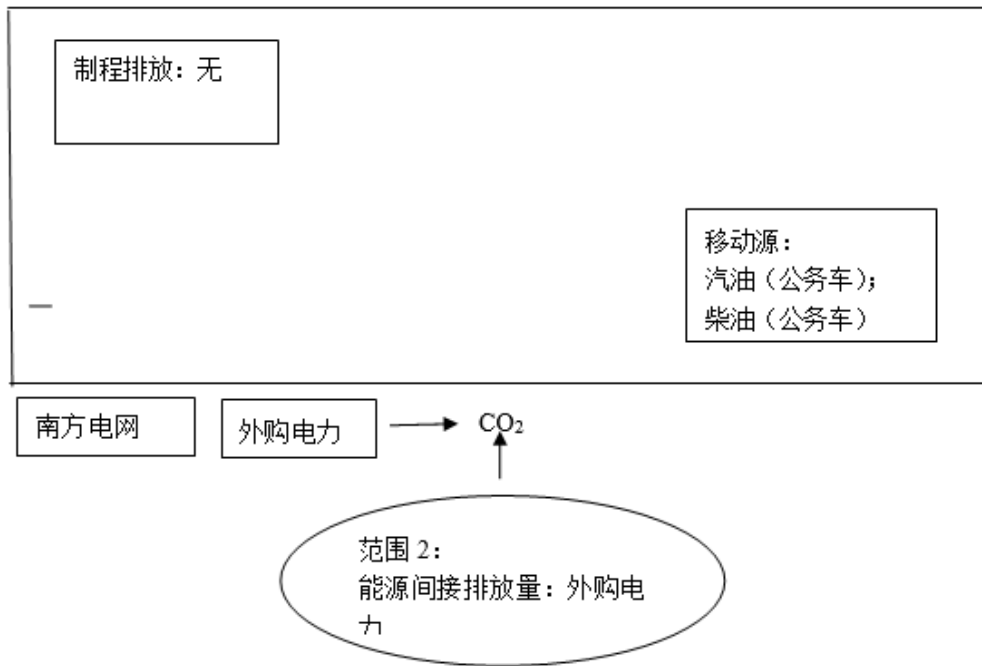 制程排放：无
移动源：
汽油（公务车）；
柴油（公务车）
南方电网
外购电力
CO₂
范围 2：
能源间接排放量：外购电
力